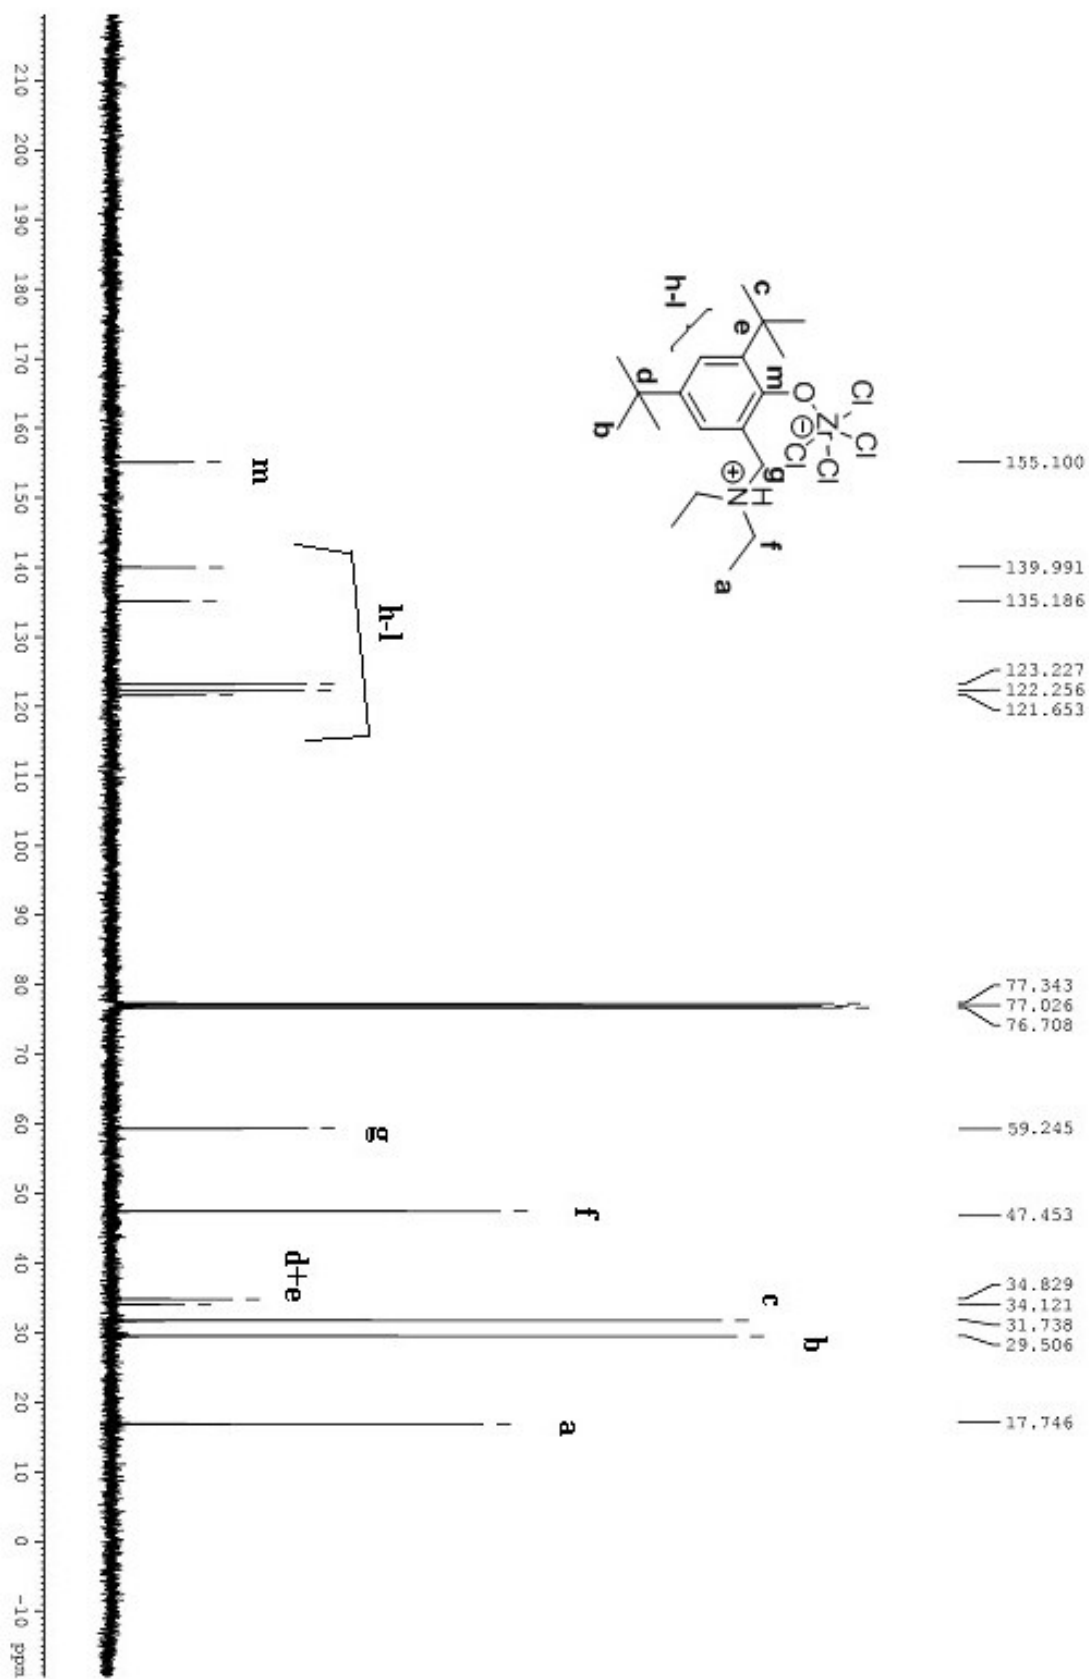 155.100
139.991
135.186
123.227
122.256
121.653
77.343
77.026
76.708
59.245
47.453
34.829
34.121
31.738
29.506
17.746
Cl
Cl
O
Zr
Cl
⊖
Cl
m
c
e
h-l
d
b
g
H
N
⊕
f
a
m
h-l
g
f
d+e
c
b
a
210 200 190 180 170 160 150 140 130 120 110 100 90 80 70 60 50 40 30 20 10 0 -10 ppm